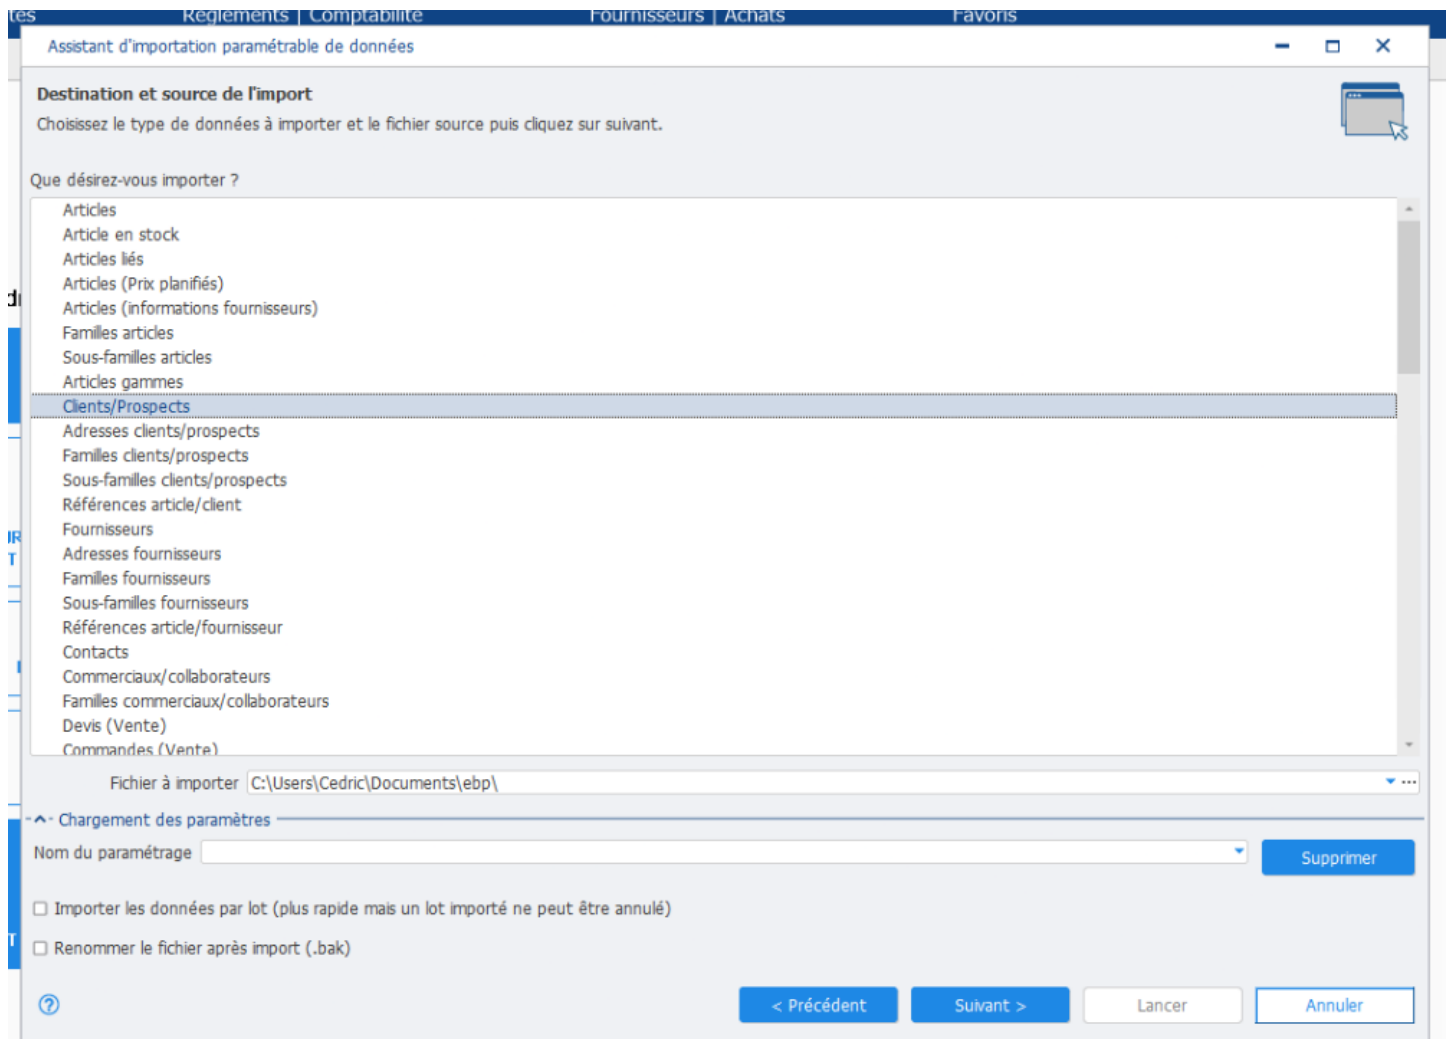 Règlements | Comptabilité Fournisseurs | Achats Favoris
Assistant d'importation paramétrable de données
Destination et source de l'import
Choisissez le type de données à importer et le fichier source puis cliquez sur suivant.
Que désirez-vous importer ?
Articles
Article en stock
Articles liés
Articles (Prix planifiés)
Articles (informations fournisseurs)
Familles articles
Sous-familles articles
Articles gammes
Clients/Prospects
Adresses clients/prospects
Familles clients/prospects
Sous-familles clients/prospects
Références article/client
Fournisseurs
Adresses fournisseurs
Familles fournisseurs
Sous-familles fournisseurs
Références article/fournisseur
Contacts
Commerciaux/collaborateurs
Familles commerciaux/collaborateurs
Devis (Vente)
Commandes (Vente)
Fichier à importer C:\Users\Cedric\Documents\ebp\
Chargement des paramètres
Nom du paramétrage Supprimer
Importer les données par lot (plus rapide mais un lot importé ne peut être annulé)
Renommer le fichier après import (.bak)
< Précédent Suivant > Lancer Annuler